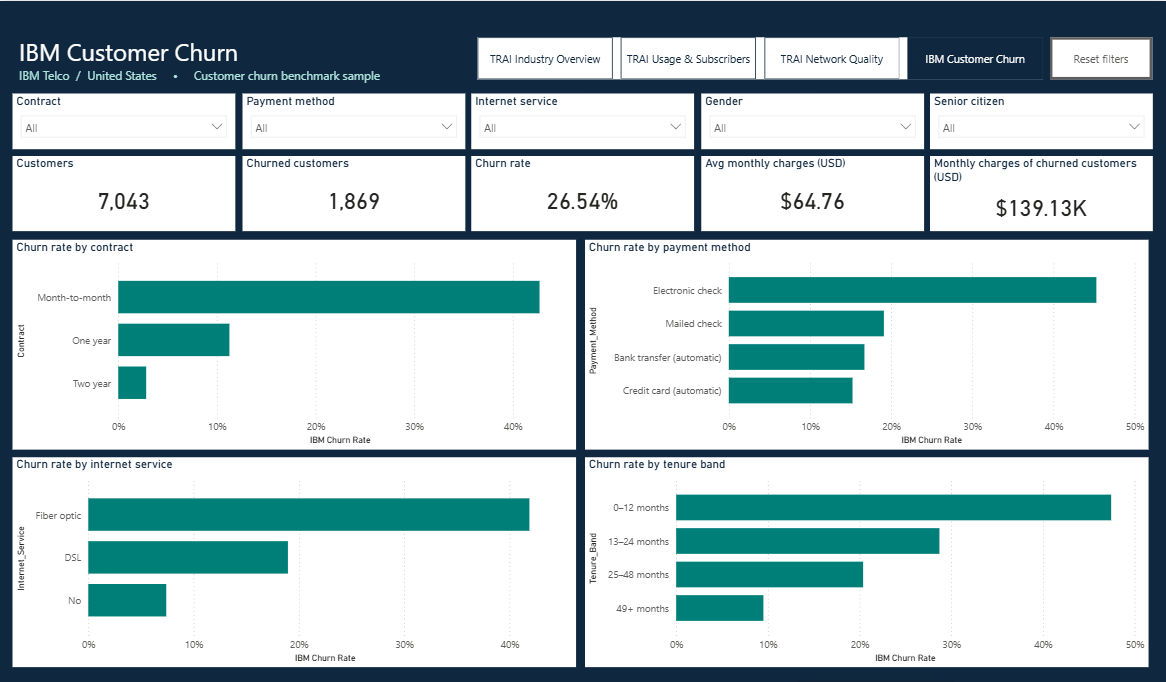 IBM Customer Churn
IBM Telco / United States • Customer churn benchmark sample
TRAI Industry Overview
TRAI Usage & Subscribers
TRAI Network Quality
IBM Customer Churn
Reset filters
Contract
All
Payment method
All
Internet service
All
Gender
All
Senior citizen
All
Customers
7,043
Churned customers
1,869
Churn rate
26.54%
Avg monthly charges (USD)
$64.76
Monthly charges of churned customers
(USD)
$139.13K
Churn rate by contract
Contract
Month-to-month
One year
Two year
0% 10% 20% 30% 40%
IBM Churn Rate
Churn rate by payment method
Payment_Method
Electronic check
Mailed check
Bank transfer (automatic)
Credit card (automatic)
0% 10% 20% 30% 40% 50%
IBM Churn Rate
Churn rate by internet service
Internet_Service
Fiber optic
DSL
No
0% 10% 20% 30% 40%
IBM Churn Rate
Churn rate by tenure band
Tenure_Band
0–12 months
13–24 months
25–48 months
49+ months
0% 10% 20% 30% 40% 50%
IBM Churn Rate